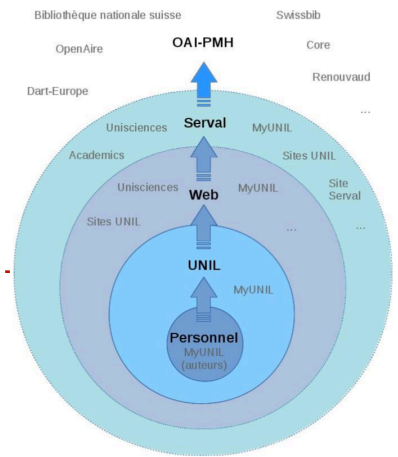 Bibliothèque nationale suisse
Swissbib
OpenAire
OAI-PMH
Core
Renouvaud
Dart-Europe
...
Unisciences
Serval
MyUNIL
Academics
Sites UNIL
Unisciences
Web
MyUNIL
Site
Serval
Sites UNIL
...
...
UNIL
MyUNIL
Personnel
MyUNIL
(auteurs)